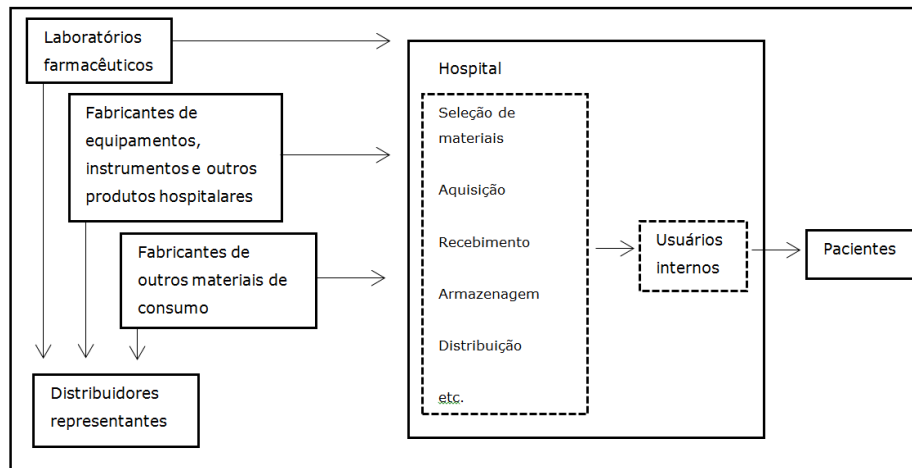 Laboratórios
farmacêuticos
Fabricantes de
equipamentos,
instrumentos e outros
produtos hospitalares
Fabricantes de
outros materiais de
consumo
Distribuidores
representantes
Hospital
Seleção de
materiais
Aquisição
Recebimento
Armazenagem
Distribuição
etc.
Usuários
internos
Pacientes